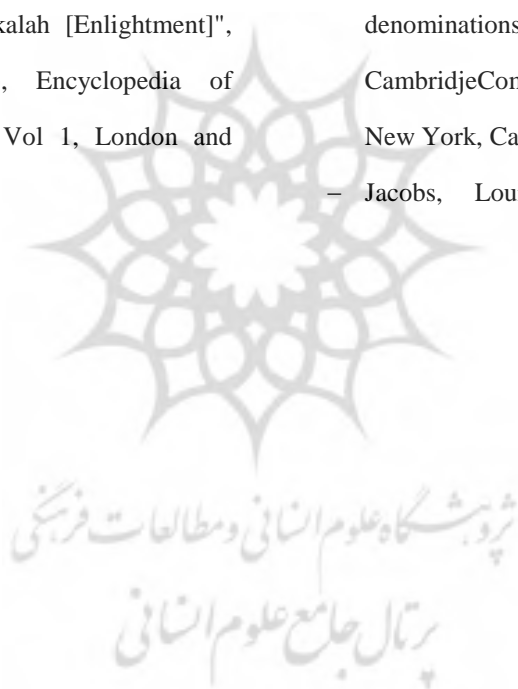 kalah [Enlightment]",
, Encyclopedia of
Vol 1, London and
denominations
CambridjeCom
New York, Ca
– Jacobs, Lou
پژوهشگاه علوم انسانی و مطالعات فرهنگی
پرتال جامع علوم انسانی